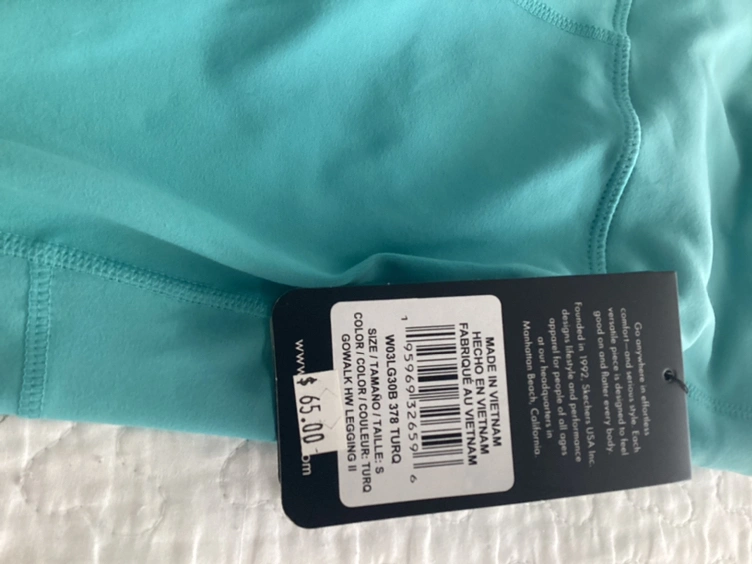 Go anywhere in effortless
comfort—and serious style. Each
versatile piece is designed to feel
good on and flatter every body.
Founded in 1992, Skechers USA Inc.
designs lifestyle and performance
apparel for people of all ages
at our headquarters in
Manhattan Beach, California.
MADE IN VIETNAM
HECHO EN VIETNAM
FABRIQUÉ AU VIETNAM
1 95969 32659 6
W03LG30B 378 TURQ
SIZE / TAMAÑO / TAILLE: S
COLOR / COLOR / COULEUR: TURQ
GOWALK HW LEGGING II
$ 65.00